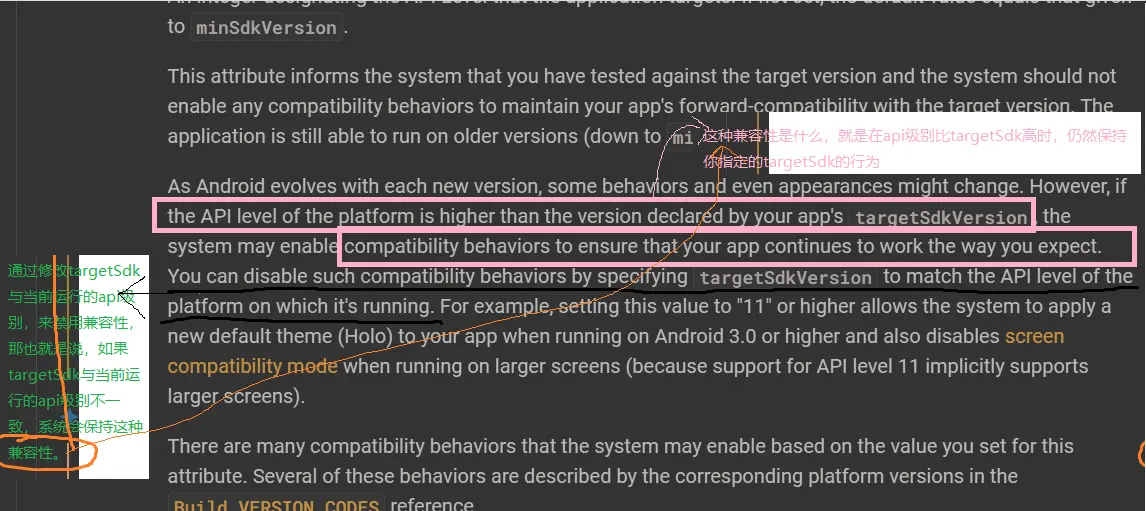 An integer designating the API Level that the application targets. If not set, the default value equals that given
to minSdkVersion .
This attribute informs the system that you have tested against the target version and the system should not
enable any compatibility behaviors to maintain your app's forward-compatibility with the target version. The
application is still able to run on older versions (down to mi
这种兼容性是什么，就是在api级别比targetSdk高时，仍然保持
你指定的targetSdk的行为
As Android evolves with each new version, some behaviors and even appearances might change. However, if
the API level of the platform is higher than the version declared by your app's targetSdkVersion , the
system may enable compatibility behaviors to ensure that your app continues to work the way you expect.
You can disable such compatibility behaviors by specifying targetSdkVersion to match the API level of the
platform on which it's running. For example, setting this value to "11" or higher allows the system to apply a
new default theme (Holo) to your app when running on Android 3.0 or higher and also disables screen
compatibility mode when running on larger screens (because support for API level 11 implicitly supports
larger screens).
通过修改targetSdk
与当前运行的api级
别，来禁用兼容性，
那也就是说，如果
targetSdk与当前运
行的api级别不一
致，系统会保持这种
兼容性。
There are many compatibility behaviors that the system may enable based on the value you set for this
attribute. Several of these behaviors are described by the corresponding platform versions in the
Build.VERSION_CODES reference.